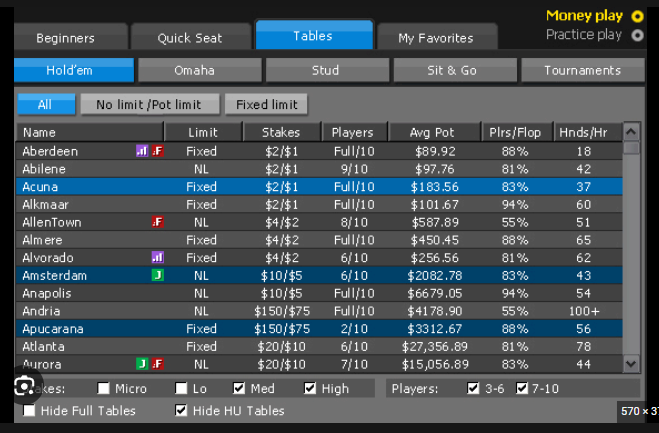 Money play
Practice play
Beginners Quick Seat Tables My Favorites
Hold'em Omaha Stud Sit & Go Tournaments
All No limit /Pot limit Fixed limit
Name Limit Stakes Players Avg Pot Plrs/Flop Hnds/Hr
Aberdeen .F Fixed $2/$1 Full/10 $89.92 88% 18
Abilene NL $2/$1 9/10 $97.76 81% 42
Acuna Fixed $2/$1 Full/10 $183.56 83% 37
Alkmaar Fixed $2/$1 Full/10 $101.67 94% 60
AllenTown .F NL $4/$2 8/10 $587.89 55% 51
Almere Fixed $4/$2 Full/10 $450.45 88% 65
Alvorado Fixed $4/$2 6/10 $256.56 81% 62
Amsterdam J NL $10/$5 6/10 $2082.78 83% 43
Anapolis NL $10/$5 Full/10 $6679.05 94% 54
Andria NL $150/$75 Full/10 $4178.90 55% 100+
Apucarana Fixed $150/$75 2/10 $3312.67 88% 56
Atlanta Fixed $20/$10 6/10 $27,356.89 81% 78
Aurora J .F NL $20/$10 7/10 $15,056.89 83% 44
akes: Micro Lo Med High Players: 3-6 7-10
Hide Full Tables Hide HU Tables
570 × 3